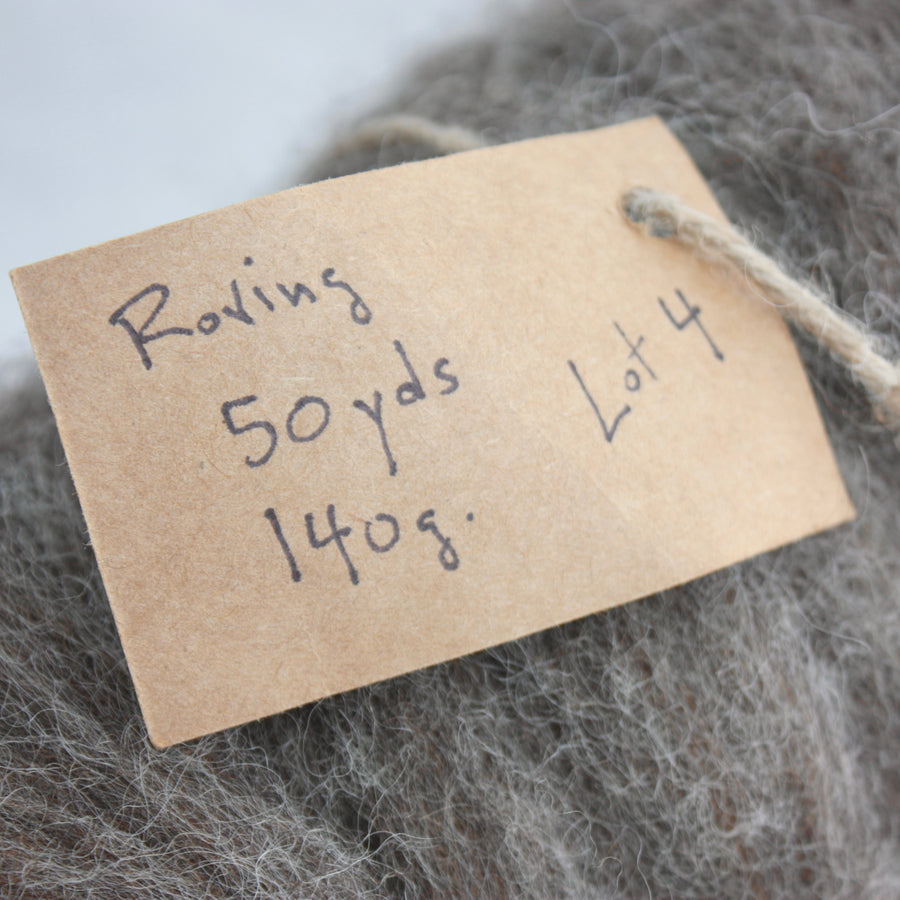 Roving
50 yds
140g.
Lot 4